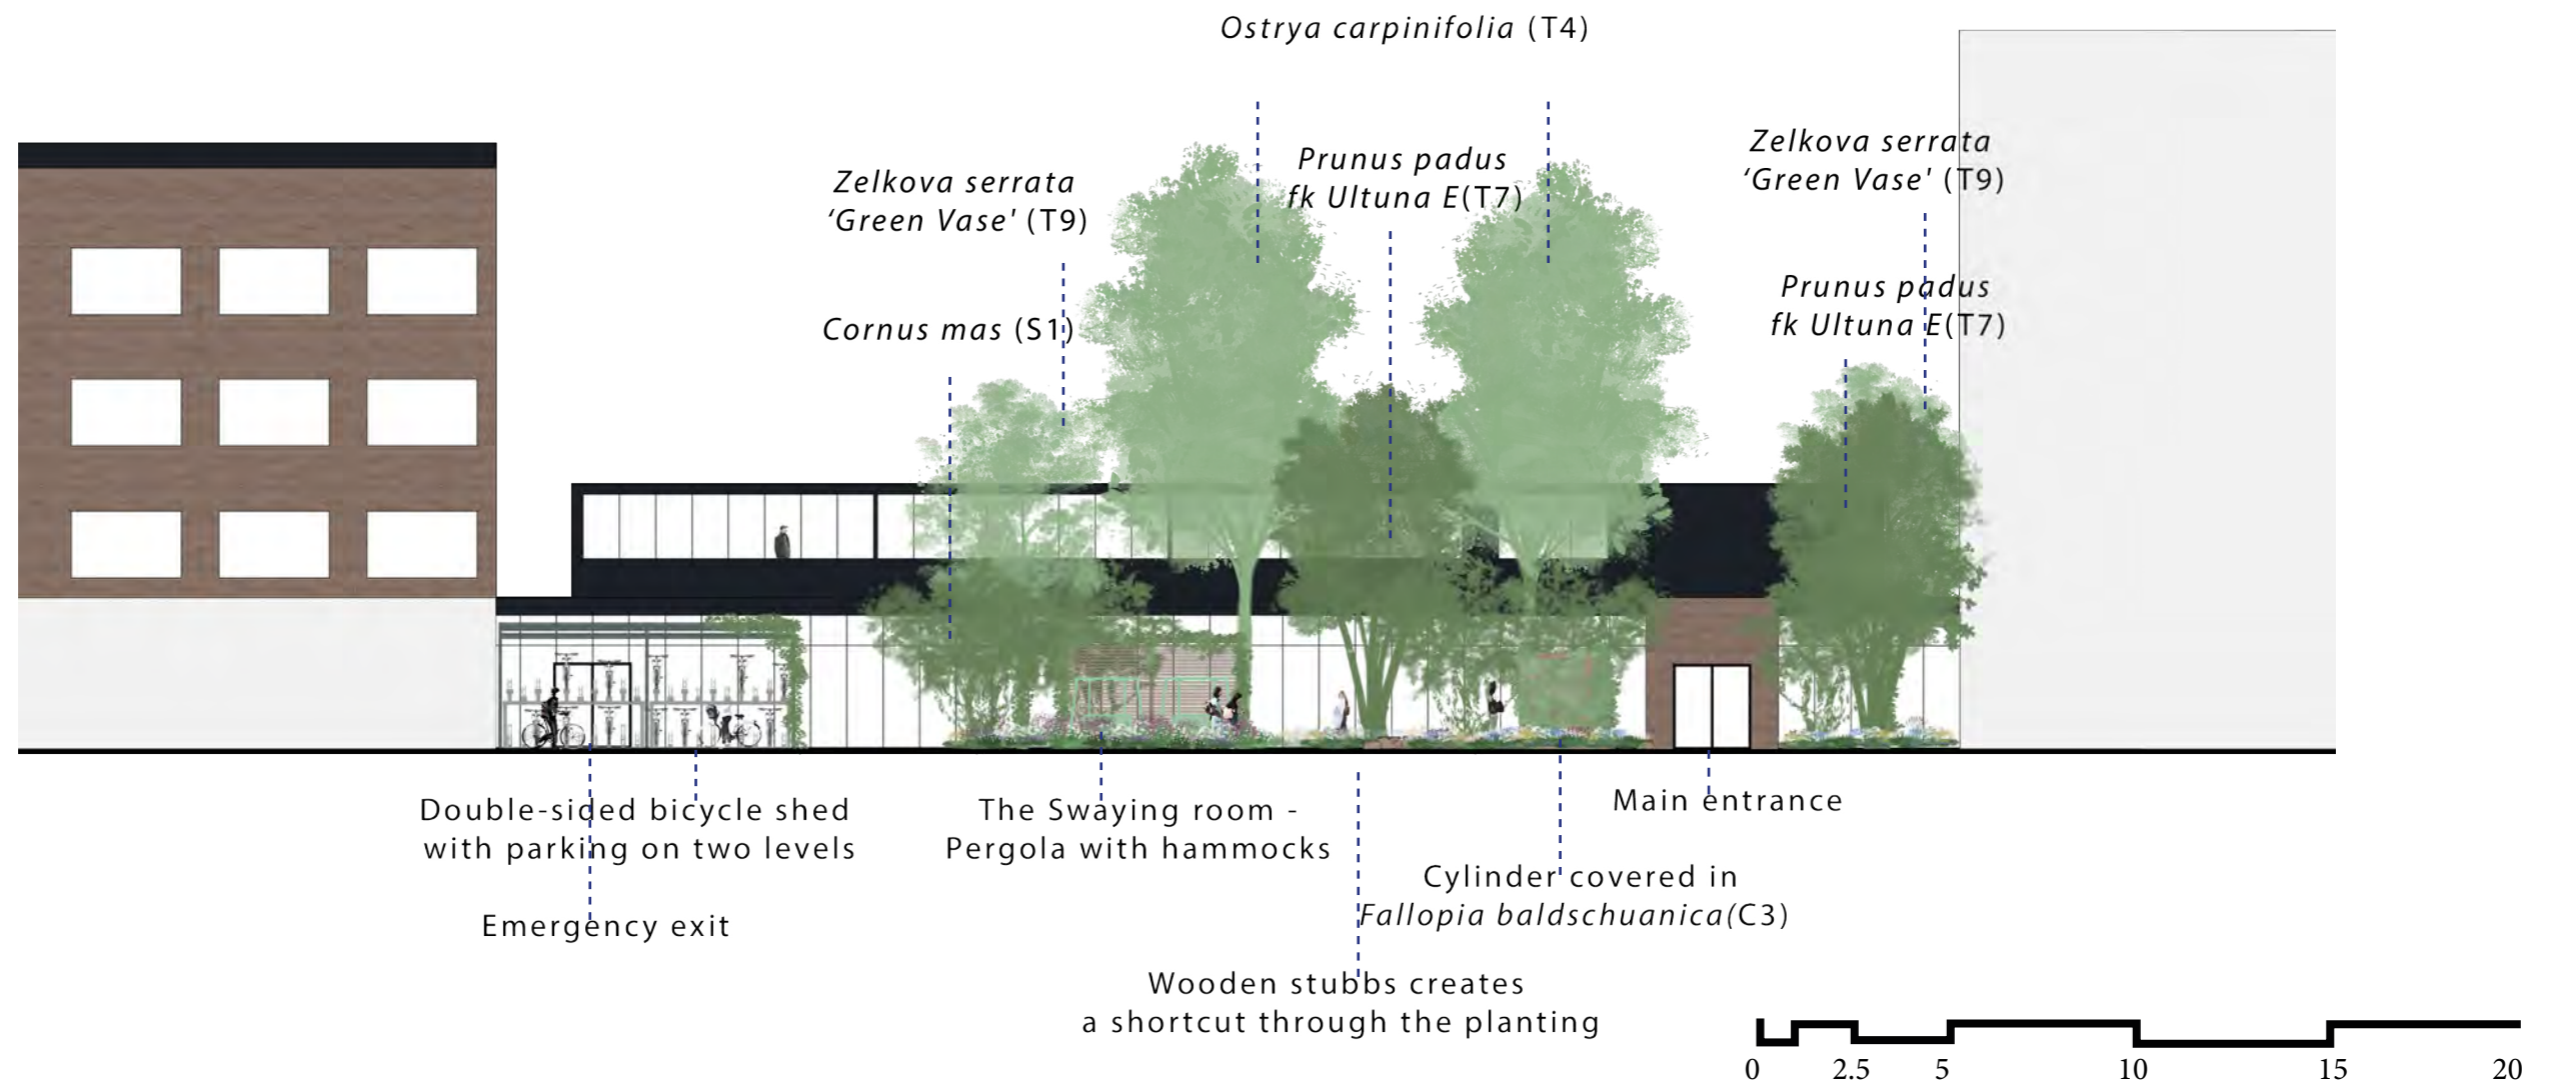 Ostrya carpinifolia (T4)
Zelkova serrata
‘Green Vase' (T9)
Prunus padus
fk Ultuna E(T7)
Zelkova serrata
‘Green Vase' (T9)
Cornus mas (S1)
Prunus padus
fk Ultuna E(T7)
Double-sided bicycle shed
with parking on two levels
Emergency exit
The Swaying room -
Pergola with hammocks
Main entrance
Cylinder covered in
Fallopia baldschuanica(C3)
Wooden stubbs creates
a shortcut through the planting
0 2.5 5 10 15 20